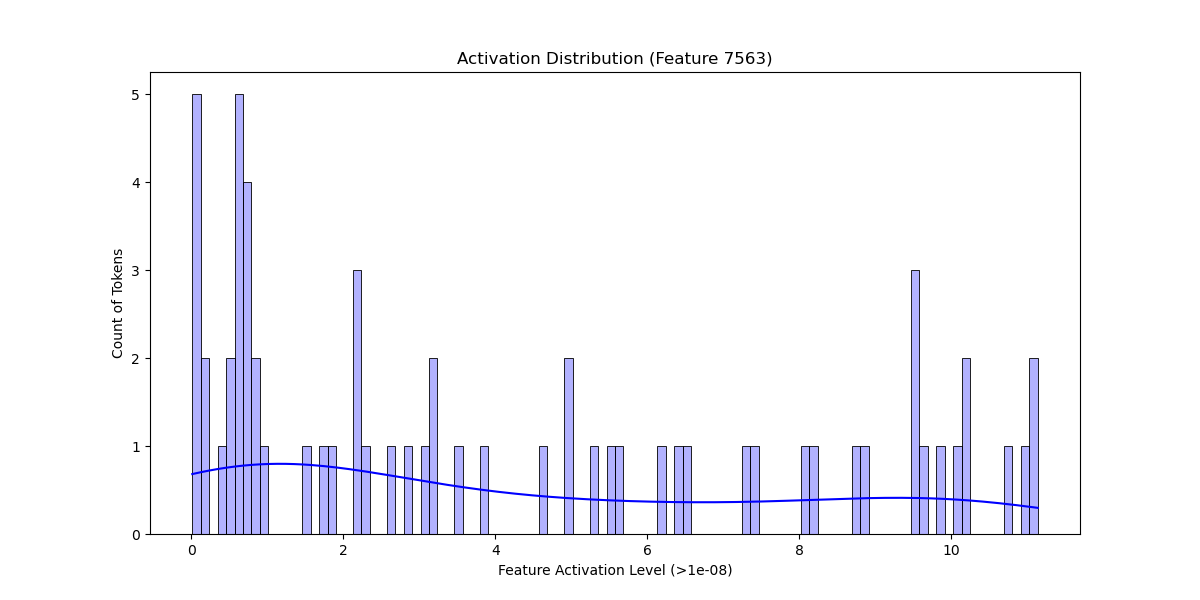 Activation Distribution (Feature 7563)
5
4
3
2
1
0
Count of Tokens
0 2 4 6 8 10
Feature Activation Level (>1e-08)